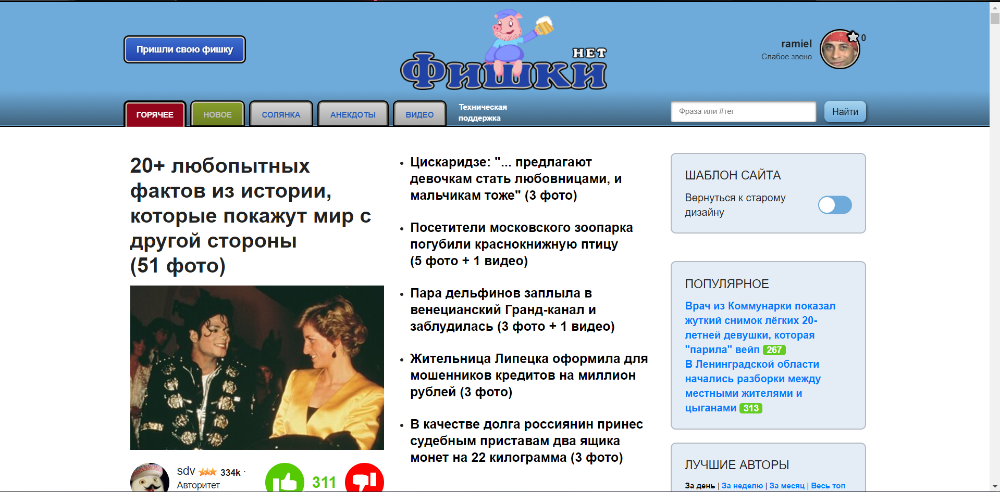 Пришли свою фишку
Фишки
нет
ramiel
0
Слабое звено
ГОРЯЧЕЕ
НОВОЕ
СОЛЯНКА
АНЕКДОТЫ
ВИДЕО
Техническая
поддержка
Фраза или #тег
Найти
20+ любопытных
фактов из истории,
которые покажут мир с
другой стороны
(51 фото)
sdv 334k ·
Авторитет
311
Цискаридзе: "... предлагают
девочкам стать любовницами, и
мальчикам тоже" (3 фото)
Посетители московского зоопарка
погубили краснокнижную птицу
(5 фото + 1 видео)
Пара дельфинов заплыла в
венецианский Гранд-канал и
заблудилась (3 фото + 1 видео)
Жительница Липецка оформила для
мошенников кредитов на миллион
рублей (3 фото)
В качестве долга россиянин принес
судебным приставам два ящика
монет на 22 килограмма (3 фото)
ШАБЛОН САЙТА
Вернуться к старому
дизайну
ПОПУЛЯРНОЕ
Врач из Коммунарки показал
жуткий снимок лёгких 20-
летней девушки, которая
"парила" вейп 267
В Ленинградской области
начались разборки между
местными жителями и
цыганами 313
ЛУЧШИЕ АВТОРЫ
За день | За неделю | За месяц | Весь топ